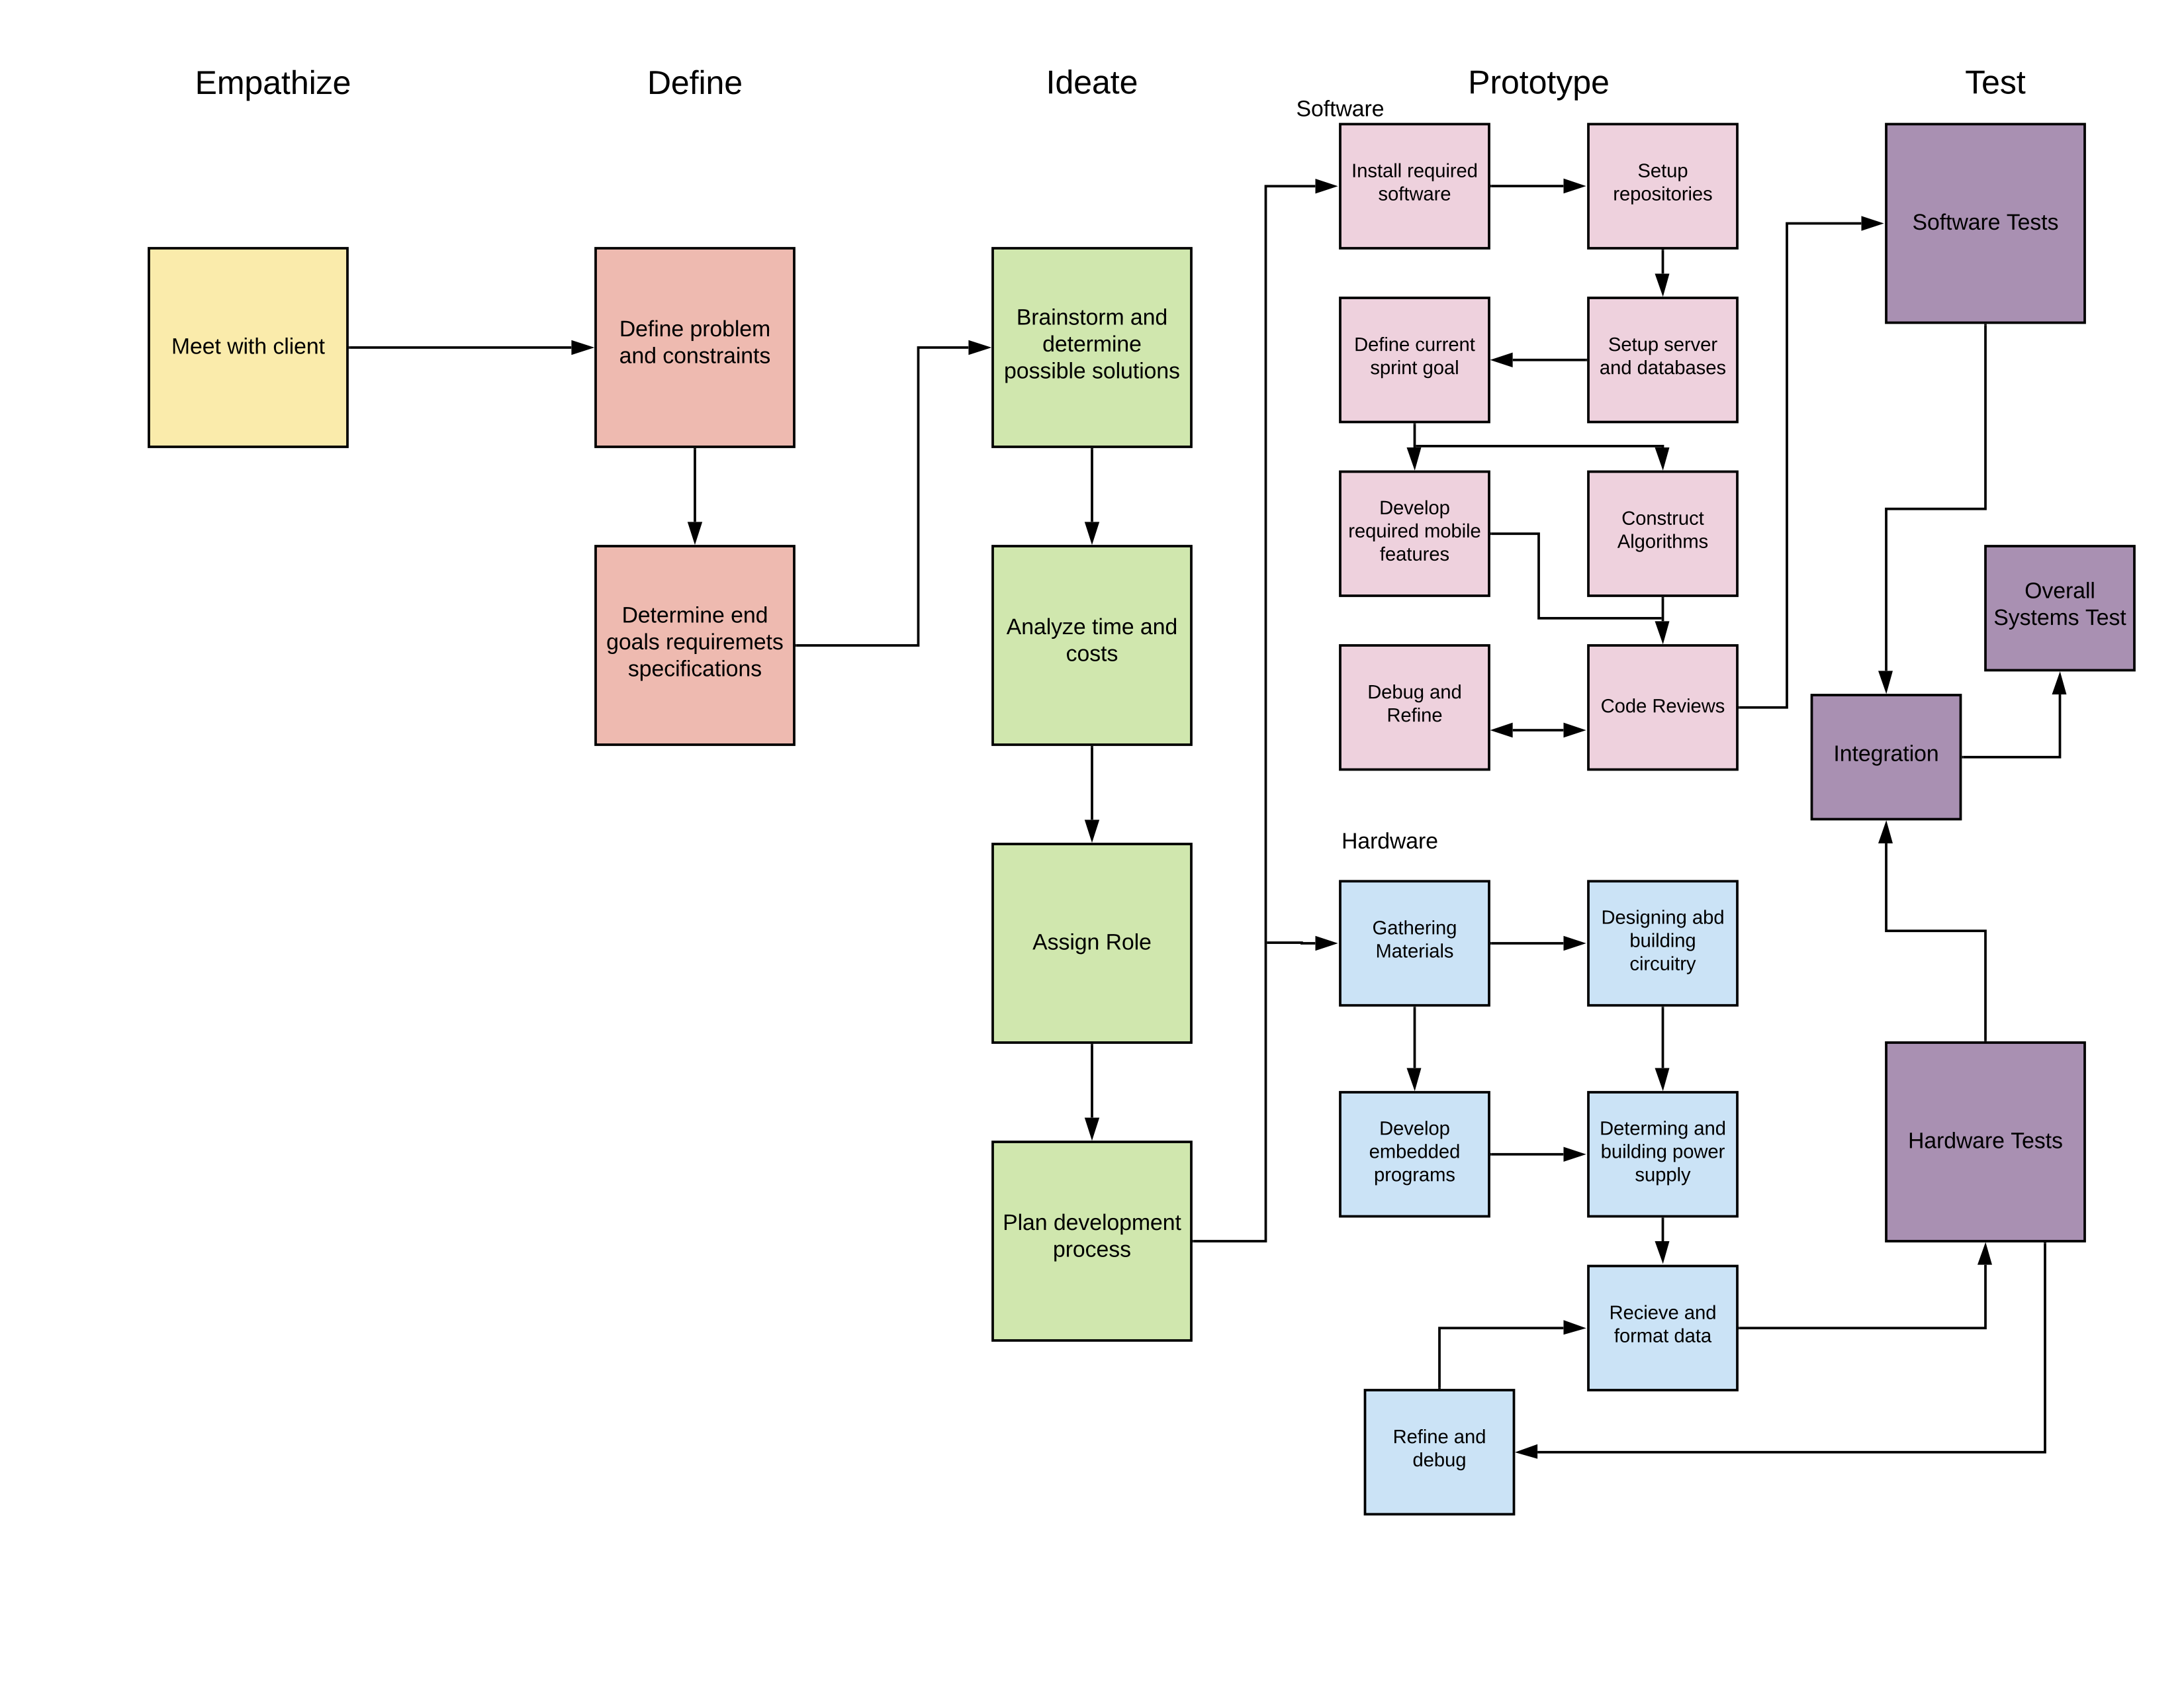 Empathize
Define
Ideate
Prototype
Test
Software
Meet with client
Define problem
and constraints
Determine end
goals requiremets
specifications
Brainstorm and
determine
possible solutions
Analyze time and
costs
Assign Role
Plan development
process
Install required
software
Setup
repositories
Define current
sprint goal
Setup server
and databases
Develop
required mobile
features
Construct
Algorithms
Debug and
Refine
Code Reviews
Hardware
Gathering
Materials
Designing abd
building
circuitry
Develop
embedded
programs
Determing and
building power
supply
Recieve and
format data
Refine and
debug
Software Tests
Overall
Systems Test
Integration
Hardware Tests